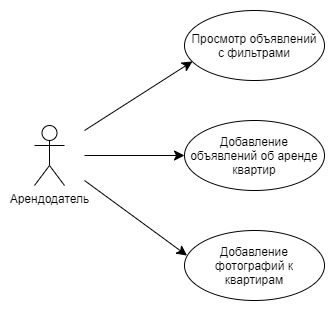 Просмотр объявлений
с фильтрами
Добавление
объявлений об аренде
квартир
Арендодатель
Добавление
фотографий к
квартирам